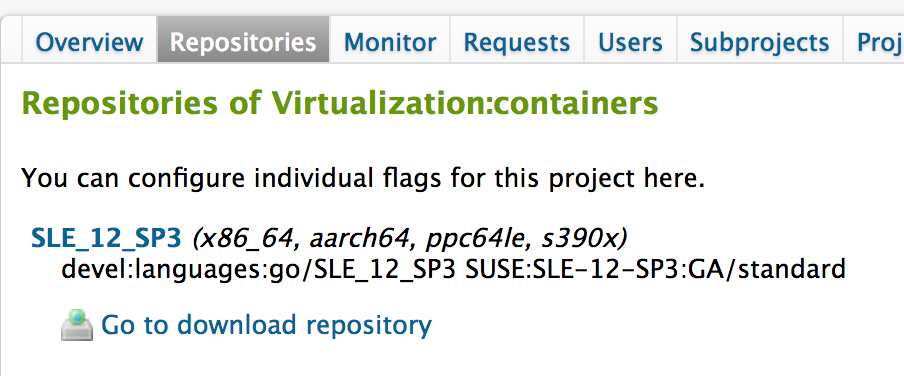 Overview Repositories Monitor Requests Users Subprojects Proj
Repositories of Virtualization:containers
You can configure individual flags for this project here.
SLE_12_SP3 (x86_64, aarch64, ppc64le, s390x)
devel:languages:go/SLE_12_SP3 SUSE:SLE-12-SP3:GA/standard
Go to download repository